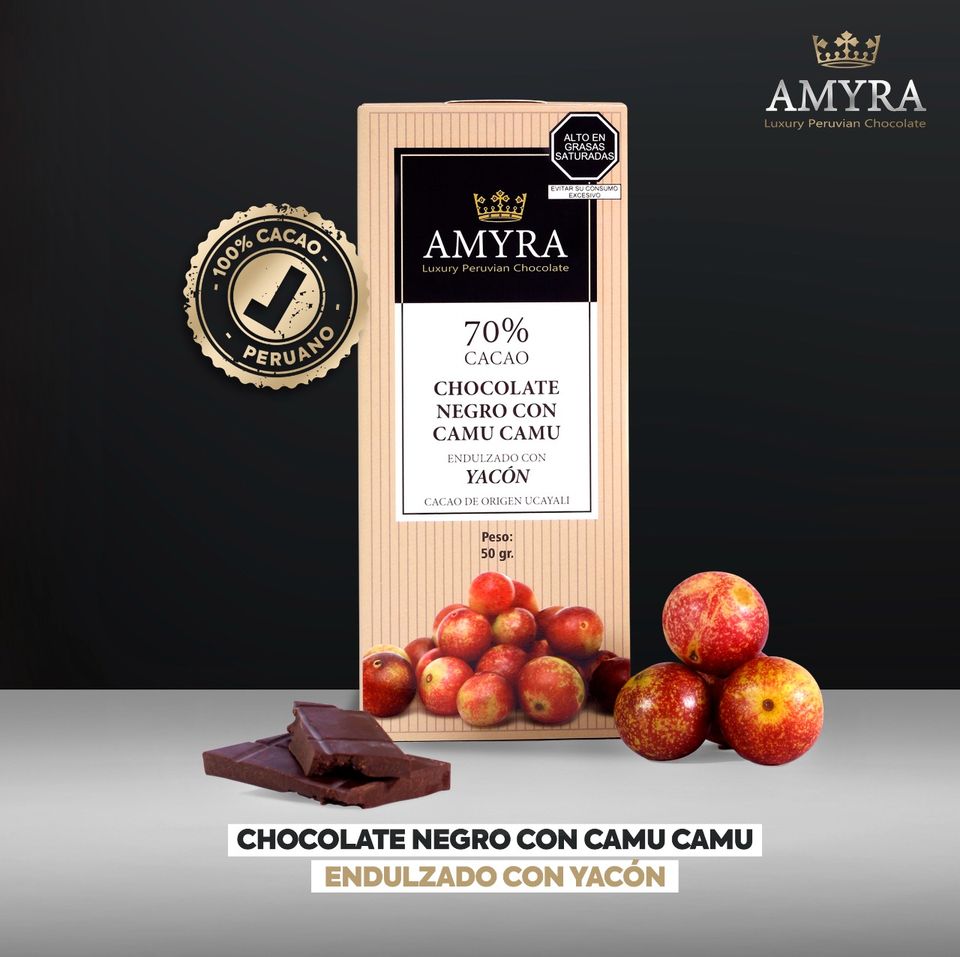 AMYRA
Luxury Peruvian Chocolate
ALTO EN
GRASAS
SATURADAS
EVITAR SU CONSUMO
EXCESIVO
AMYRA
Luxury Peruvian Chocolate
- 100% CACAO -
- PERUANO -
70%
CACAO
CHOCOLATE
NEGRO CON
CAMU CAMU
ENDULZADO CON
YACÓN
CACAO DE ORIGEN UCAYALI
Peso:
50 gr.
CHOCOLATE NEGRO CON CAMU CAMU
ENDULZADO CON YACÓN